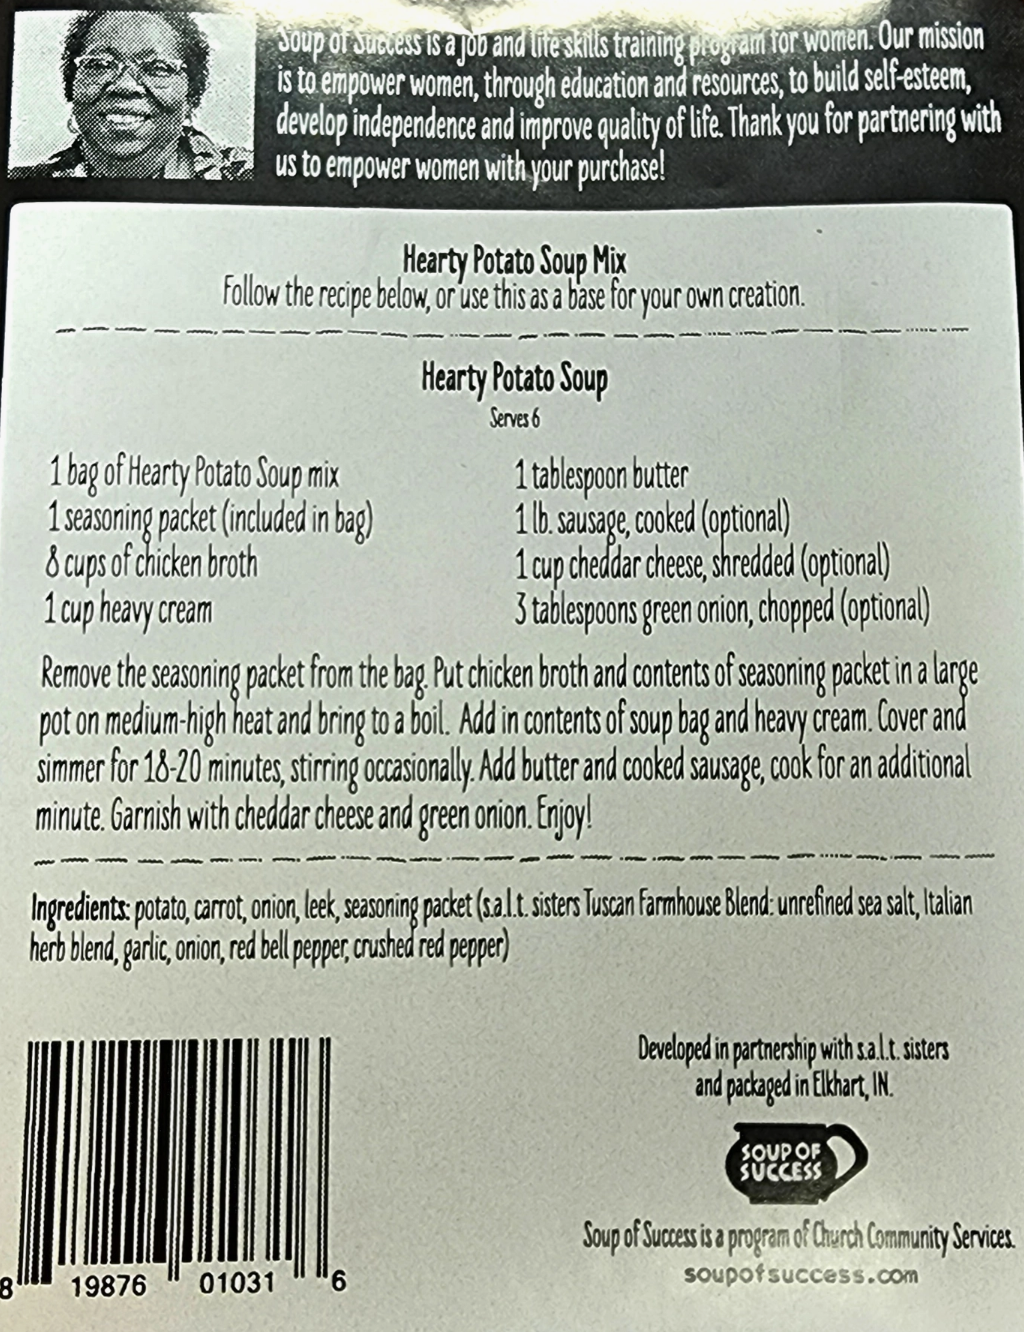 Soup of Success is a job and life skills training program for women. Our mission
is to empower women, through education and resources, to build self-esteem,
develop independence and improve quality of life. Thank you for partnering with
us to empower women with your purchase!
Hearty Potato Soup Mix
Follow the recipe below, or use this as a base for your own creation.
Hearty Potato Soup
Serves 6
1 bag of Hearty Potato Soup mix
1 seasoning packet (included in bag)
8 cups of chicken broth
1 cup heavy cream
1 tablespoon butter
1 lb. sausage, cooked (optional)
1 cup cheddar cheese, shredded (optional)
3 tablespoons green onion, chopped (optional)
Remove the seasoning packet from the bag. Put chicken broth and contents of seasoning packet in a large
pot on medium-high heat and bring to a boil. Add in contents of soup bag and heavy cream. Cover and
simmer for 18-20 minutes, stirring occasionally. Add butter and cooked sausage, cook for an additional
minute. Garnish with cheddar cheese and green onion. Enjoy!
Ingredients: potato, carrot, onion, leek, seasoning packet (s.a.l.t. sisters Tuscan Farmhouse Blend: unrefined sea salt, Italian
herb blend, garlic, onion, red bell pepper, crushed red pepper)
8 19876 01031 6
Developed in partnership with s.a.l.t. sisters
and packaged in Elkhart, IN.
SOUP OF
SUCCESS
Soup of Success is a program of Church Community Services.
soupofsuccess.com